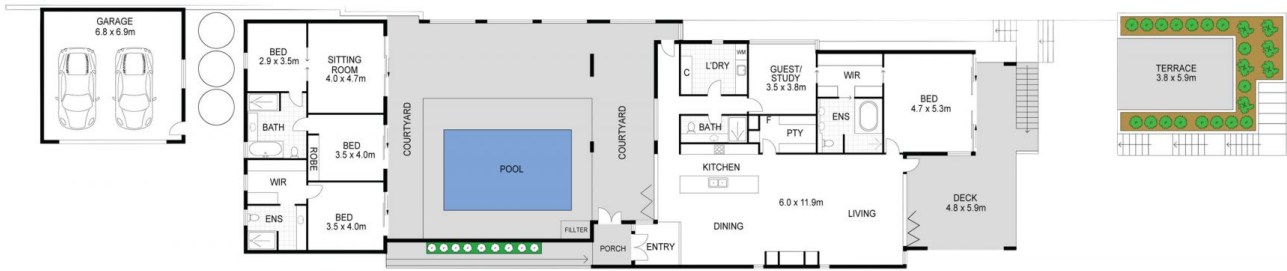 GARAGE
6.8 x 6.9m
BED
2.9 x 3.5m
SITTING
ROOM
4.0 x 4.7m
BATH
ROBE
BED
3.5 x 4.0m
WIR
ENS
BED
3.5 x 4.0m
COURTYARD
POOL
FILLTER
COURTYARD
PORCH
ENTRY
C
L'DRY
WM
GUEST/
STUDY
3.5 x 3.8m
BATH
F
PTY
WIR
ENS
BED
4.7 x 5.3m
KITCHEN
6.0 x 11.9m
DINING
LIVING
DECK
4.8 x 5.9m
TERRACE
3.8 x 5.9m